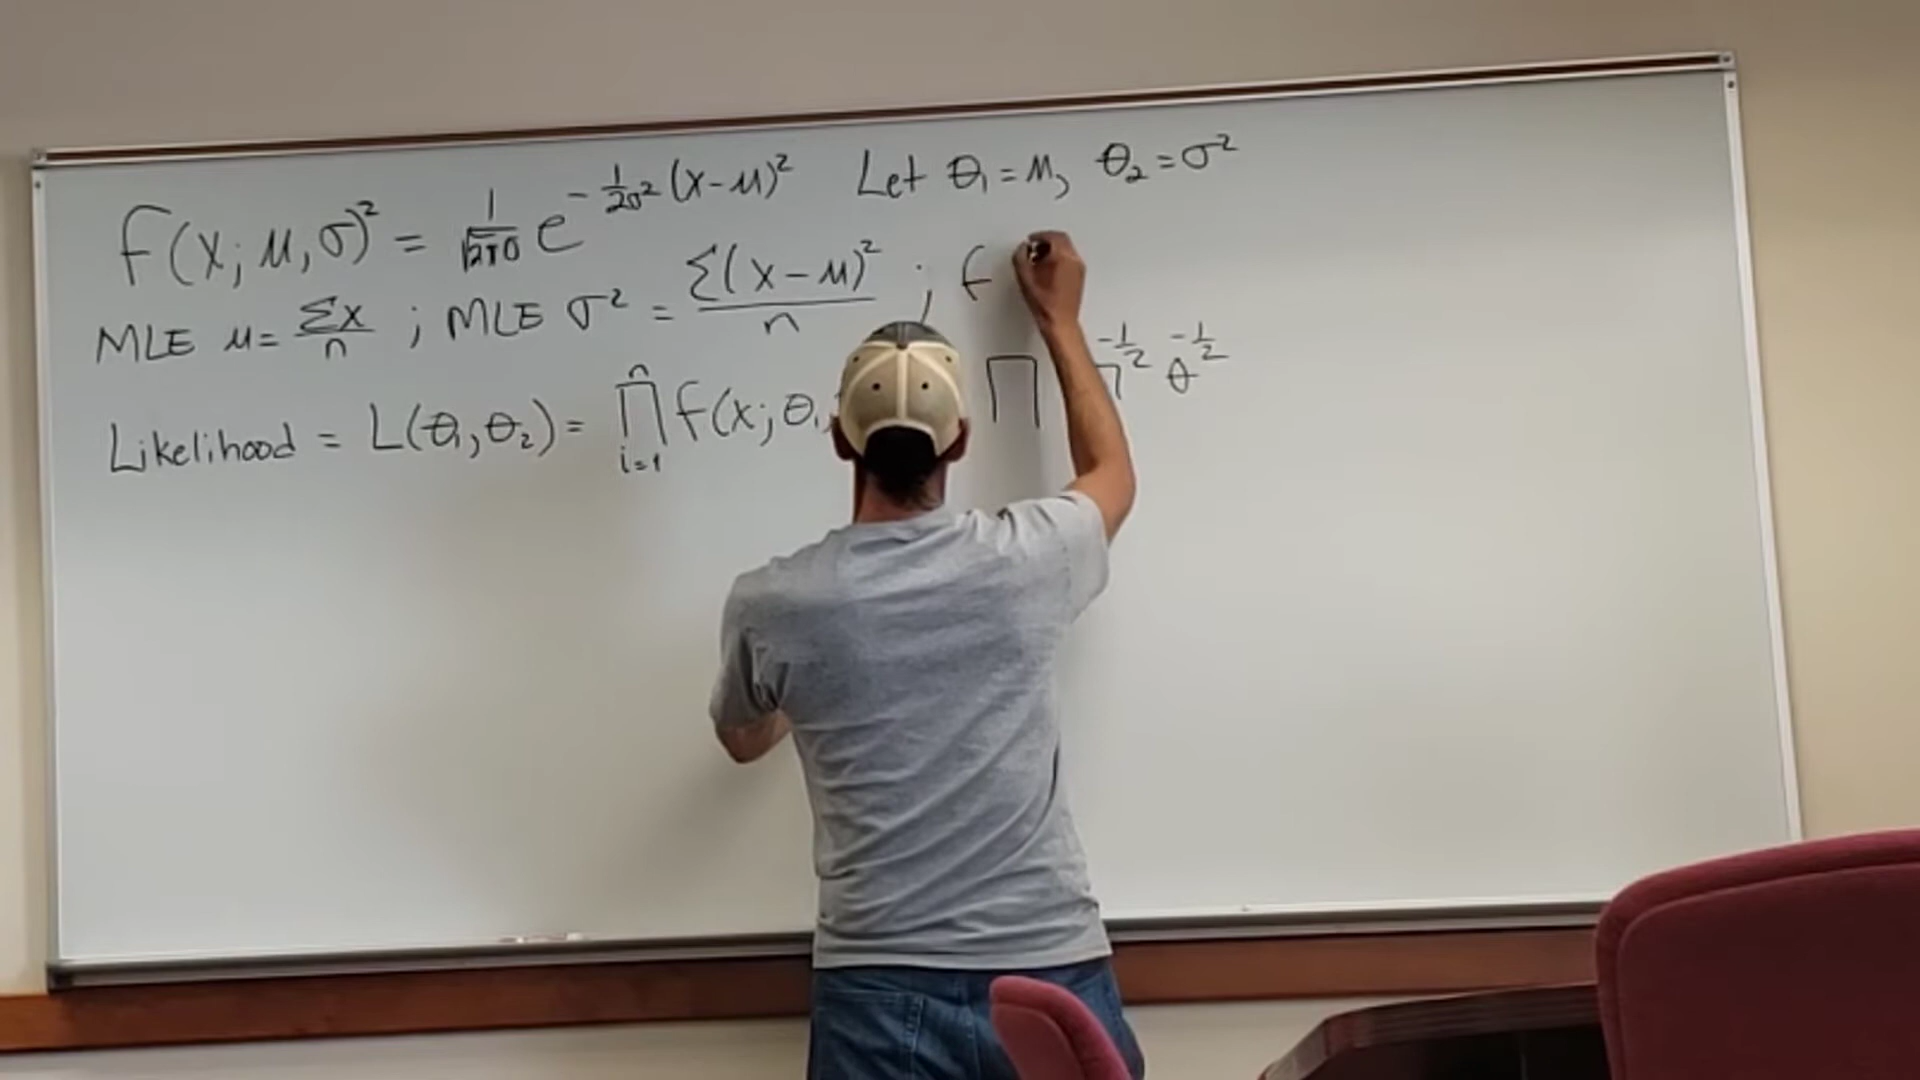 f(x; μ, σ)² = 1/√2πσ e^(-1/2σ² (x-μ)²) Let θ₁ = μ, θ₂ = σ²
MLE μ = Σx/n ; MLE σ² = Σ(x-μ)²/n ; f
Likelihood = L(θ₁, θ₂) = ∏ᵢ₌₁ⁿ f(x; θ₁, ∏ ^(-1/2) θ^(-1/2)